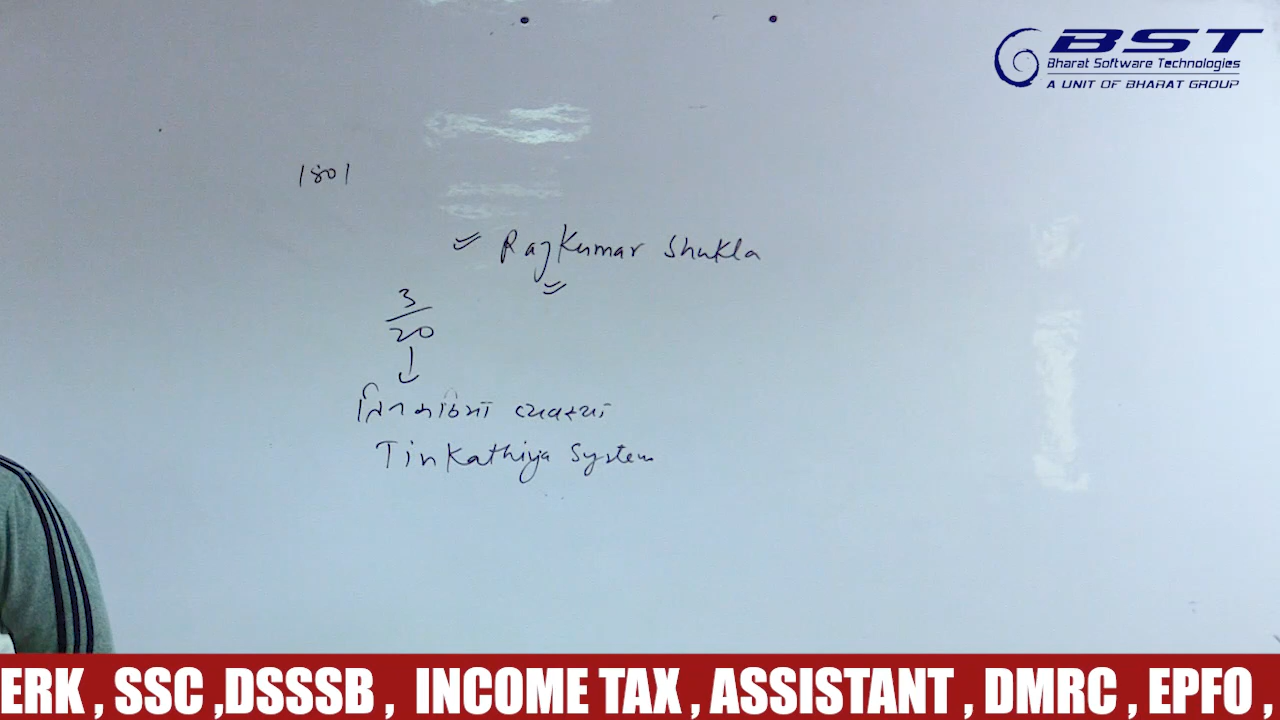 BST
Bharat Software Technologies
A UNIT OF BHARAT GROUP
1801
Rajkumar Shukla
3
20
तिनकठिया व्यवस्था
Tinkathiya System
ERK , SSC ,DSSSB , INCOME TAX , ASSISTANT , DMRC , EPFO ,